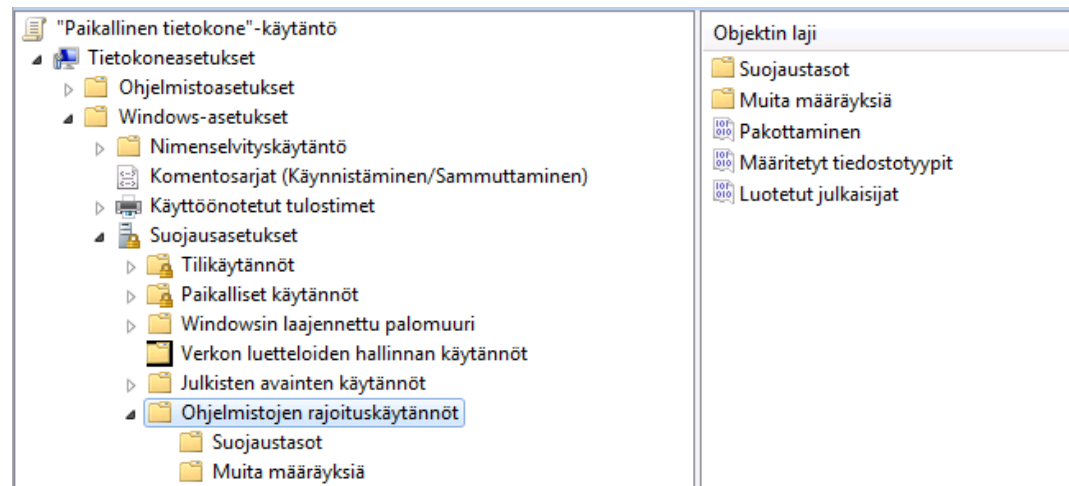 "Paikallinen tietokone"-käytäntö
Tietokoneasetukset
Ohjelmistoasetukset
Windows-asetukset
Nimenselvityskäytäntö
Komentosarjat (Käynnistäminen/Sammuttaminen)
Käyttöönotetut tulostimet
Suojausasetukset
Tilikäytännöt
Paikalliset käytännöt
Windowsin laajennettu palomuuri
Verkon luetteloiden hallinnan käytännöt
Julkisten avainten käytännöt
Ohjelmistojen rajoituskäytännöt
Suojaustasot
Muita määräyksiä
Objektin laji
Suojaustasot
Muita määräyksiä
Pakottaminen
Määritetyt tiedostotyypit
Luotetut julkaisijat